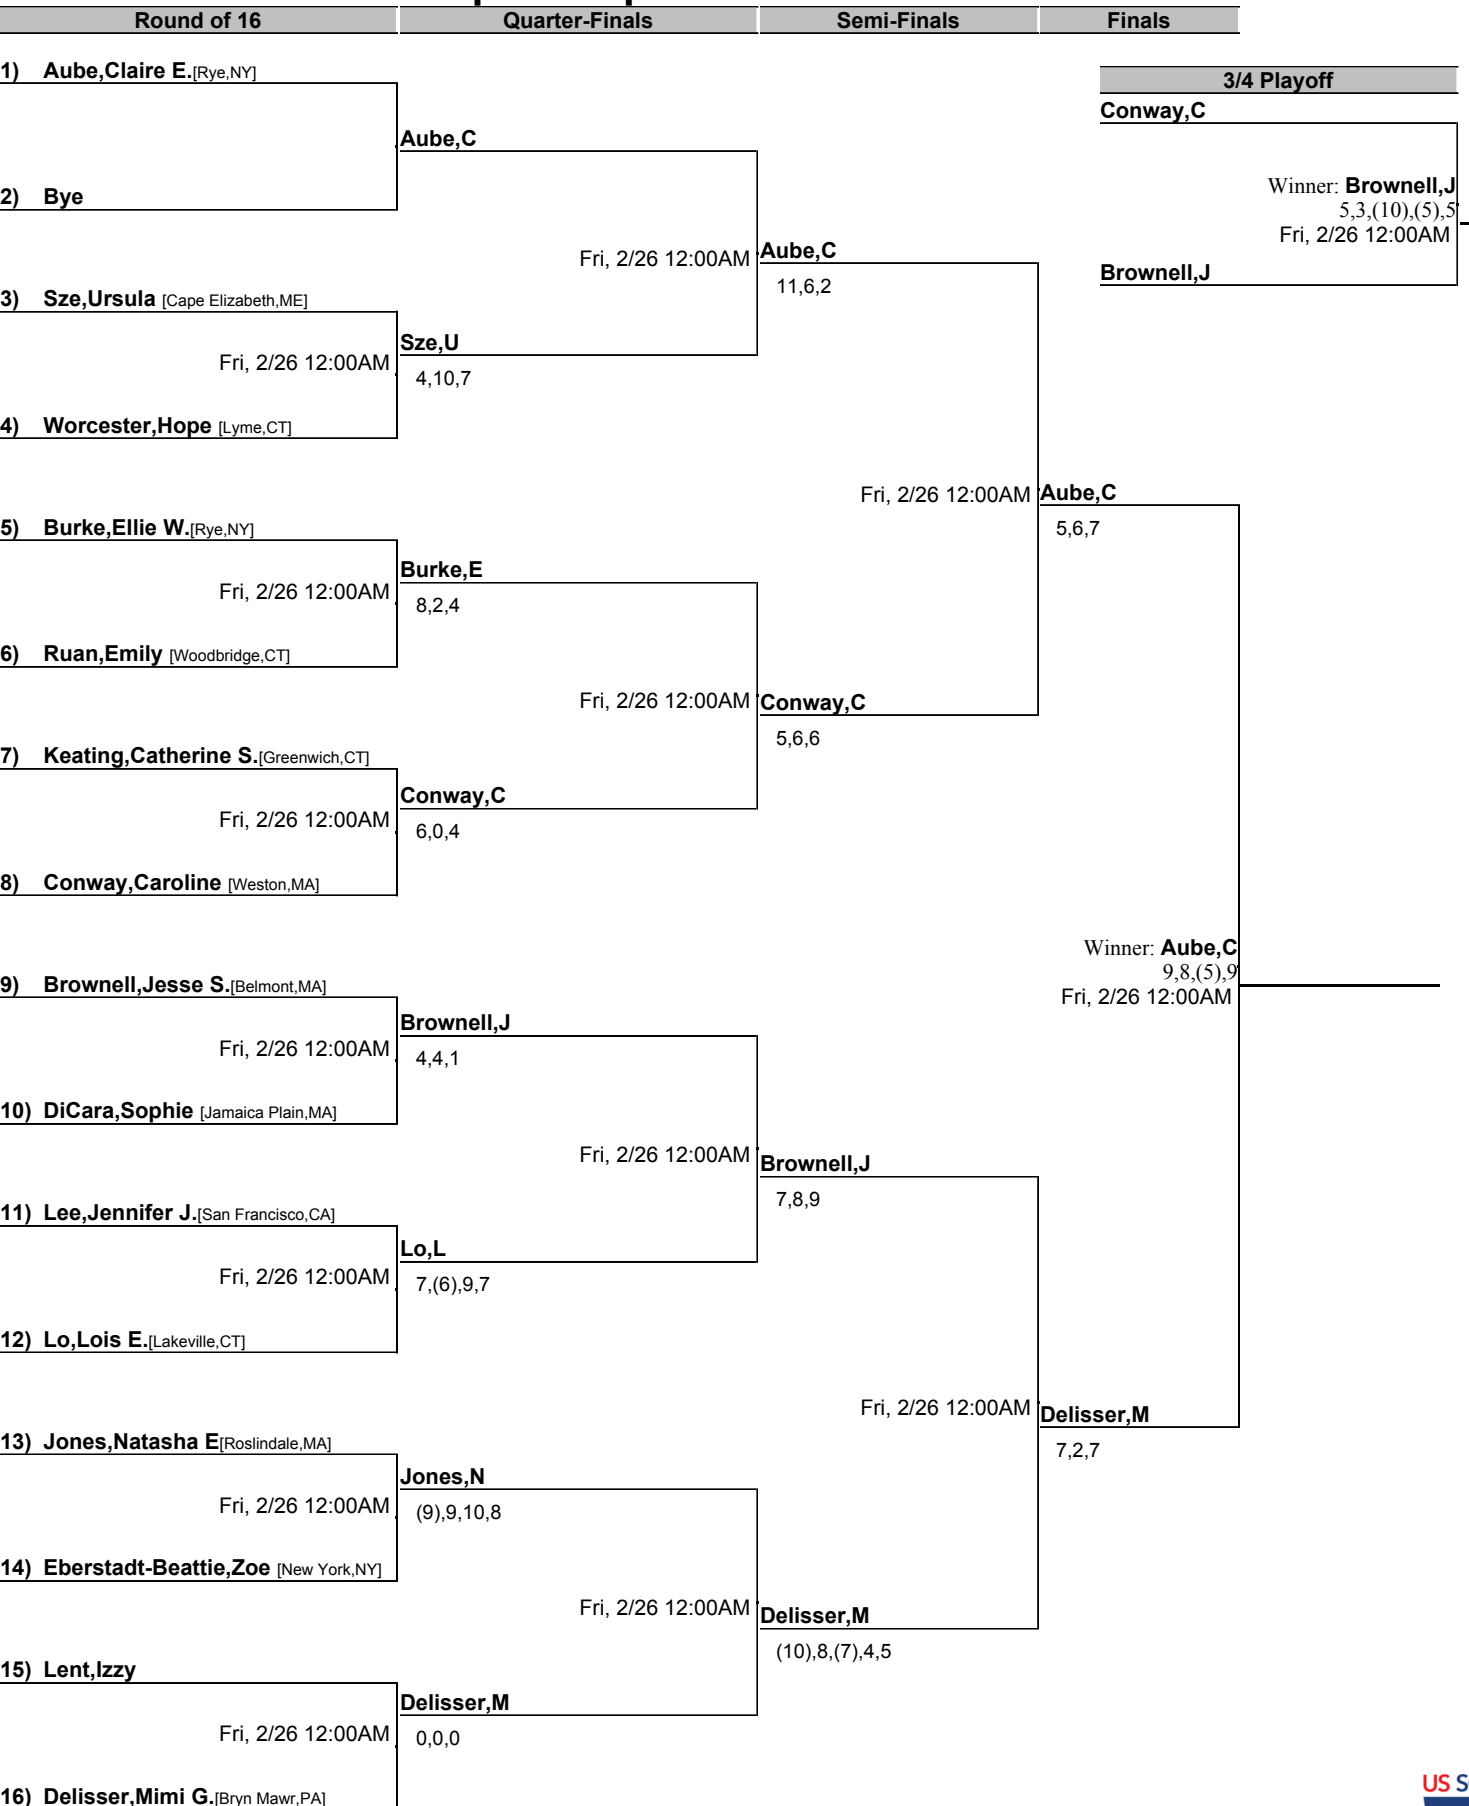 Round of 16 Quarter-Finals Semi-Finals Finals
1) Aube,Claire E.[Rye,NY]
3/4 Playoff
Conway,C
Aube,C
Winner: Brownell,J
2) Bye
5,3,(10),(5),5
Fri, 2/26 12:00AM
Fri, 2/26 12:00AM Aube,C
Brownell,J
11,6,2
3) Sze,Ursula [Cape Elizabeth,ME]
Sze,U
Fri, 2/26 12:00AM
4,10,7
4) Worcester,Hope [Lyme,CT]
Fri, 2/26 12:00AM Aube,C
5) Burke,Ellie W.[Rye,NY]
5,6,7
Burke,E
Fri, 2/26 12:00AM
8,2,4
6) Ruan,Emily [Woodbridge,CT]
Fri, 2/26 12:00AM Conway,C
5,6,6
7) Keating,Catherine S.[Greenwich,CT]
Conway,C
Fri, 2/26 12:00AM
6,0,4
8) Conway,Caroline [Weston,MA]
Winner: Aube,C
9,8,(5),9
Fri, 2/26 12:00AM
9) Brownell,Jesse S.[Belmont,MA]
Brownell,J
Fri, 2/26 12:00AM
4,4,1
10) DiCara,Sophie [Jamaica Plain,MA]
Fri, 2/26 12:00AM Brownell,J
7,8,9
11) Lee,Jennifer J.[San Francisco,CA]
Lo,L
Fri, 2/26 12:00AM
7,(6),9,7
12) Lo,Lois E.[Lakeville,CT]
Fri, 2/26 12:00AM Delisser,M
7,2,7
13) Jones,Natasha E[Roslindale,MA]
Jones,N
Fri, 2/26 12:00AM
(9),9,10,8
14) Eberstadt-Beattie,Zoe [New York,NY]
Fri, 2/26 12:00AM Delisser,M
(10),8,(7),4,5
15) Lent,Izzy
Delisser,M
Fri, 2/26 12:00AM
0,0,0
16) Delisser,Mimi G.[Bryn Mawr,PA]
US